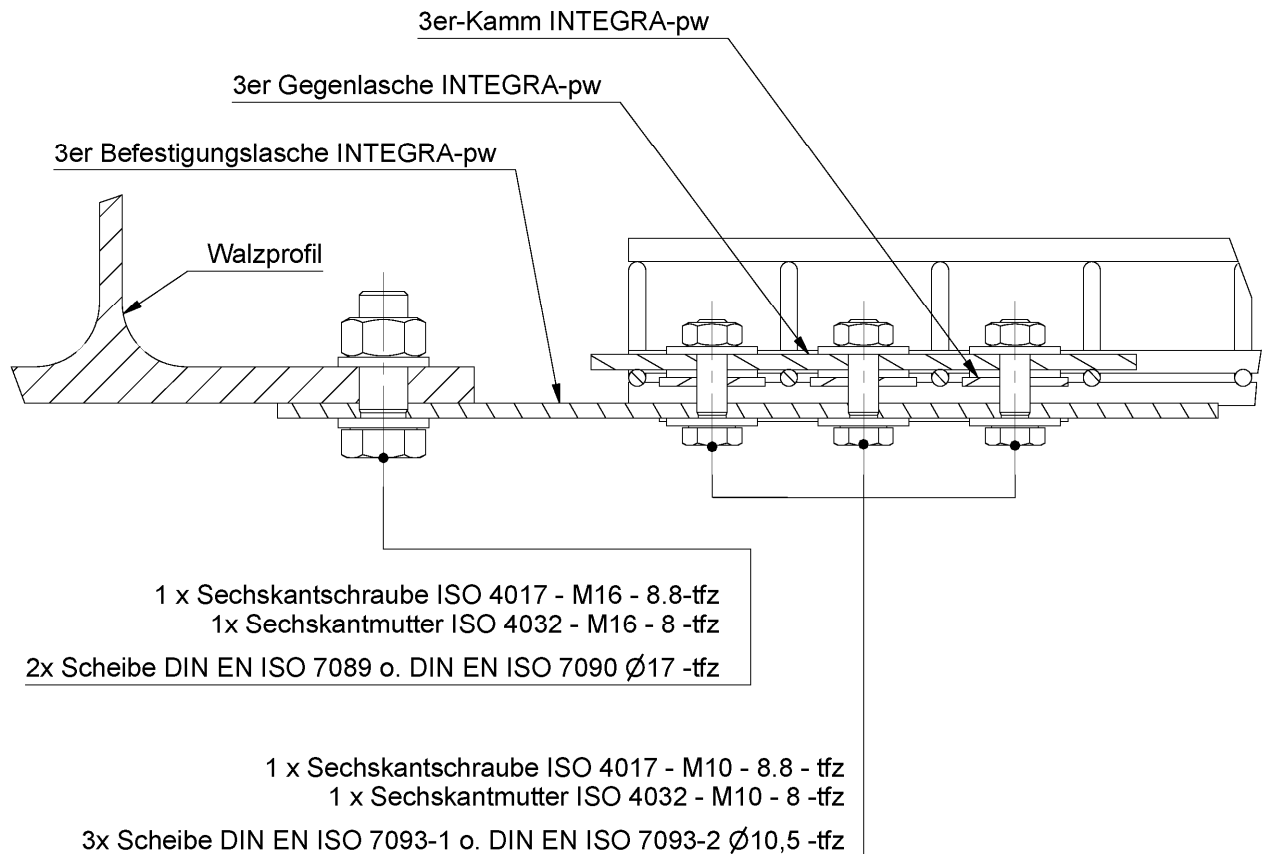 3er-Kamm INTEGRA-pw
3er Gegenlasche INTEGRA-pw
3er Befestigungslasche INTEGRA-pw
Walzprofil
1 x Sechskantschraube ISO 4017 - M16 - 8.8-tfz
1x Sechskantmutter ISO 4032 - M16 - 8 -tfz
2x Scheibe DIN EN ISO 7089 o. DIN EN ISO 7090 Ø17 -tfz
1 x Sechskantschraube ISO 4017 - M10 - 8.8 - tfz
1 x Sechskantmutter ISO 4032 - M10 - 8 -tfz
3x Scheibe DIN EN ISO 7093-1 o. DIN EN ISO 7093-2 Ø10,5 -tfz